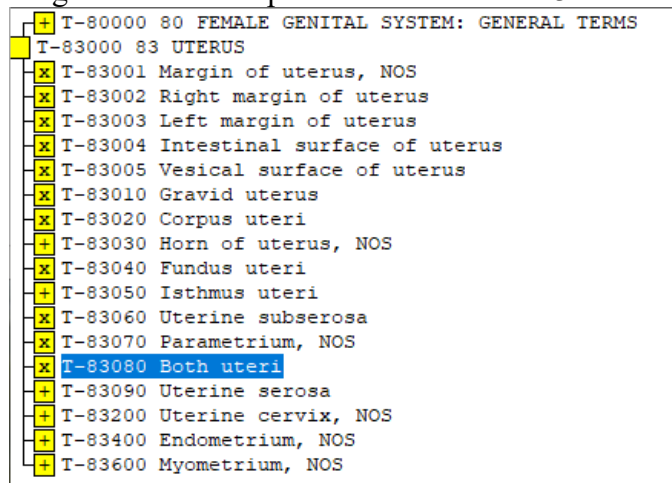 + T-80000 80 FEMALE GENITAL SYSTEM: GENERAL TERMS
T-83000 83 UTERUS
x T-83001 Margin of uterus, NOS
x T-83002 Right margin of uterus
x T-83003 Left margin of uterus
x T-83004 Intestinal surface of uterus
x T-83005 Vesical surface of uterus
x T-83010 Gravid uterus
x T-83020 Corpus uteri
+ T-83030 Horn of uterus, NOS
x T-83040 Fundus uteri
+ T-83050 Isthmus uteri
x T-83060 Uterine subserosa
x T-83070 Parametrium, NOS
x T-83080 Both uteri
+ T-83090 Uterine serosa
+ T-83200 Uterine cervix, NOS
+ T-83400 Endometrium, NOS
+ T-83600 Myometrium, NOS